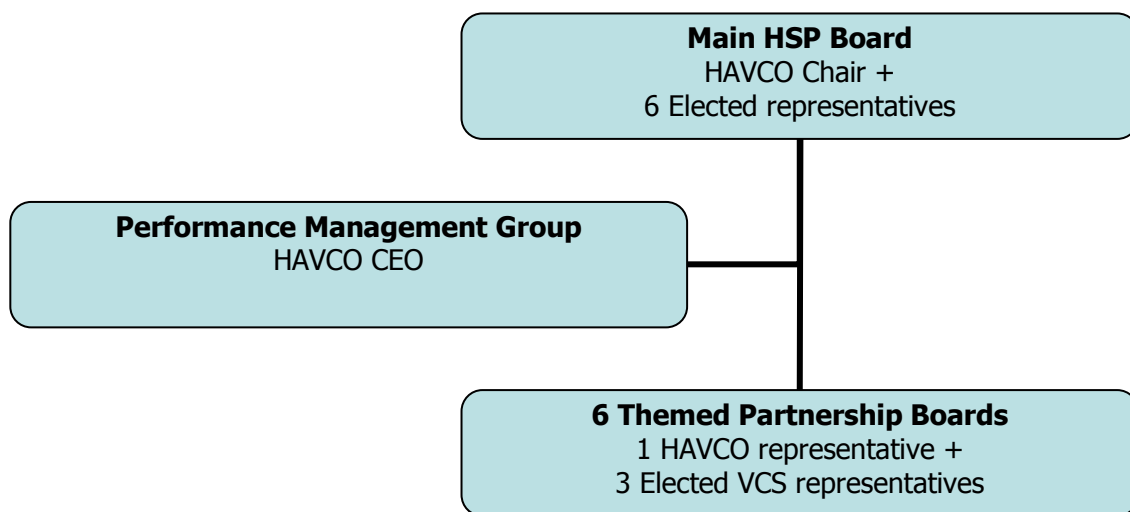 Main HSP Board
HAVCO Chair +
6 Elected representatives
Performance Management Group
HAVCO CEO
6 Themed Partnership Boards
1 HAVCO representative +
3 Elected VCS representatives